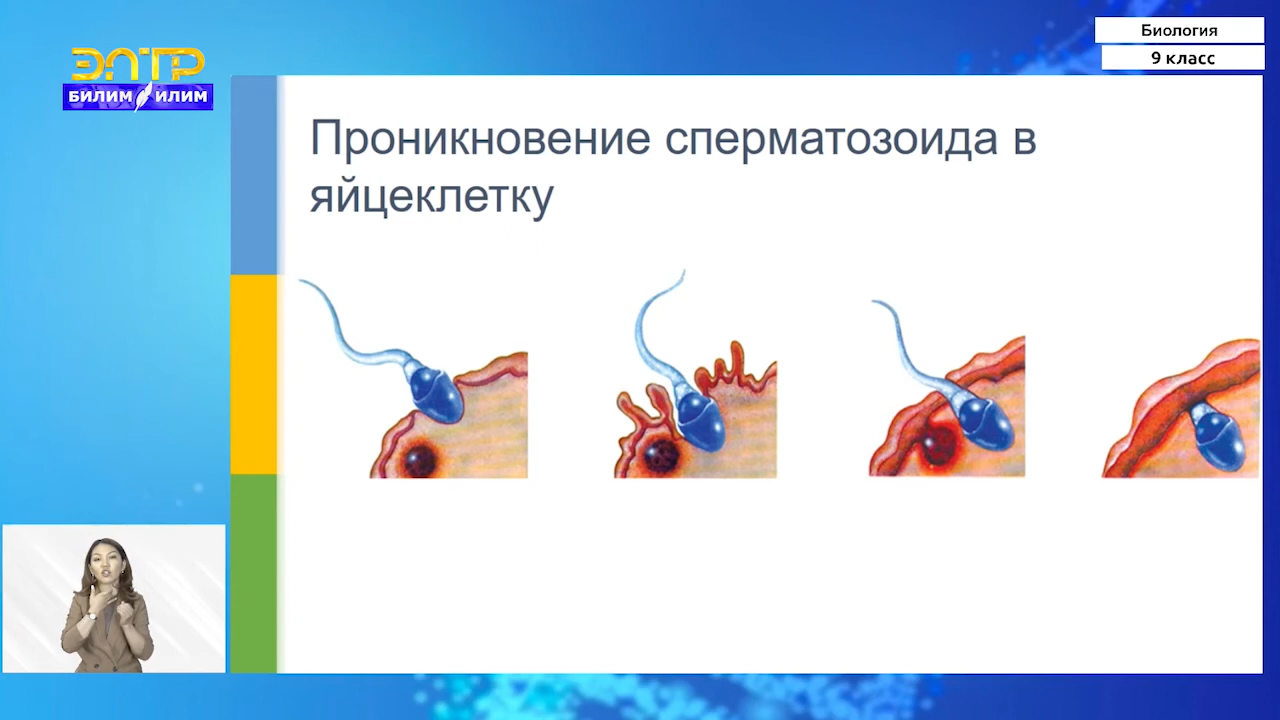 Биология
9 класс
ЭЛТР
БИЛИМ ИЛИМ
Проникновение сперматозоида в
яйцеклетку